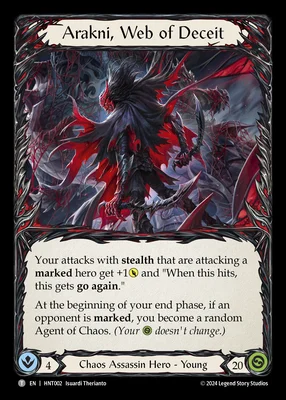 Arakni, Web of Deceit
Your attacks with stealth that are attacking a
marked hero get +1 and "When this hits,
this gets go again."
At the beginning of your end phase, if an
opponent is marked, you become a random
Agent of Chaos. (Your doesn't change.)
4
Chaos Assassin Hero - Young
20
EN | HNT002 Isuardi Therianto
© 2024 Legend Story Studios